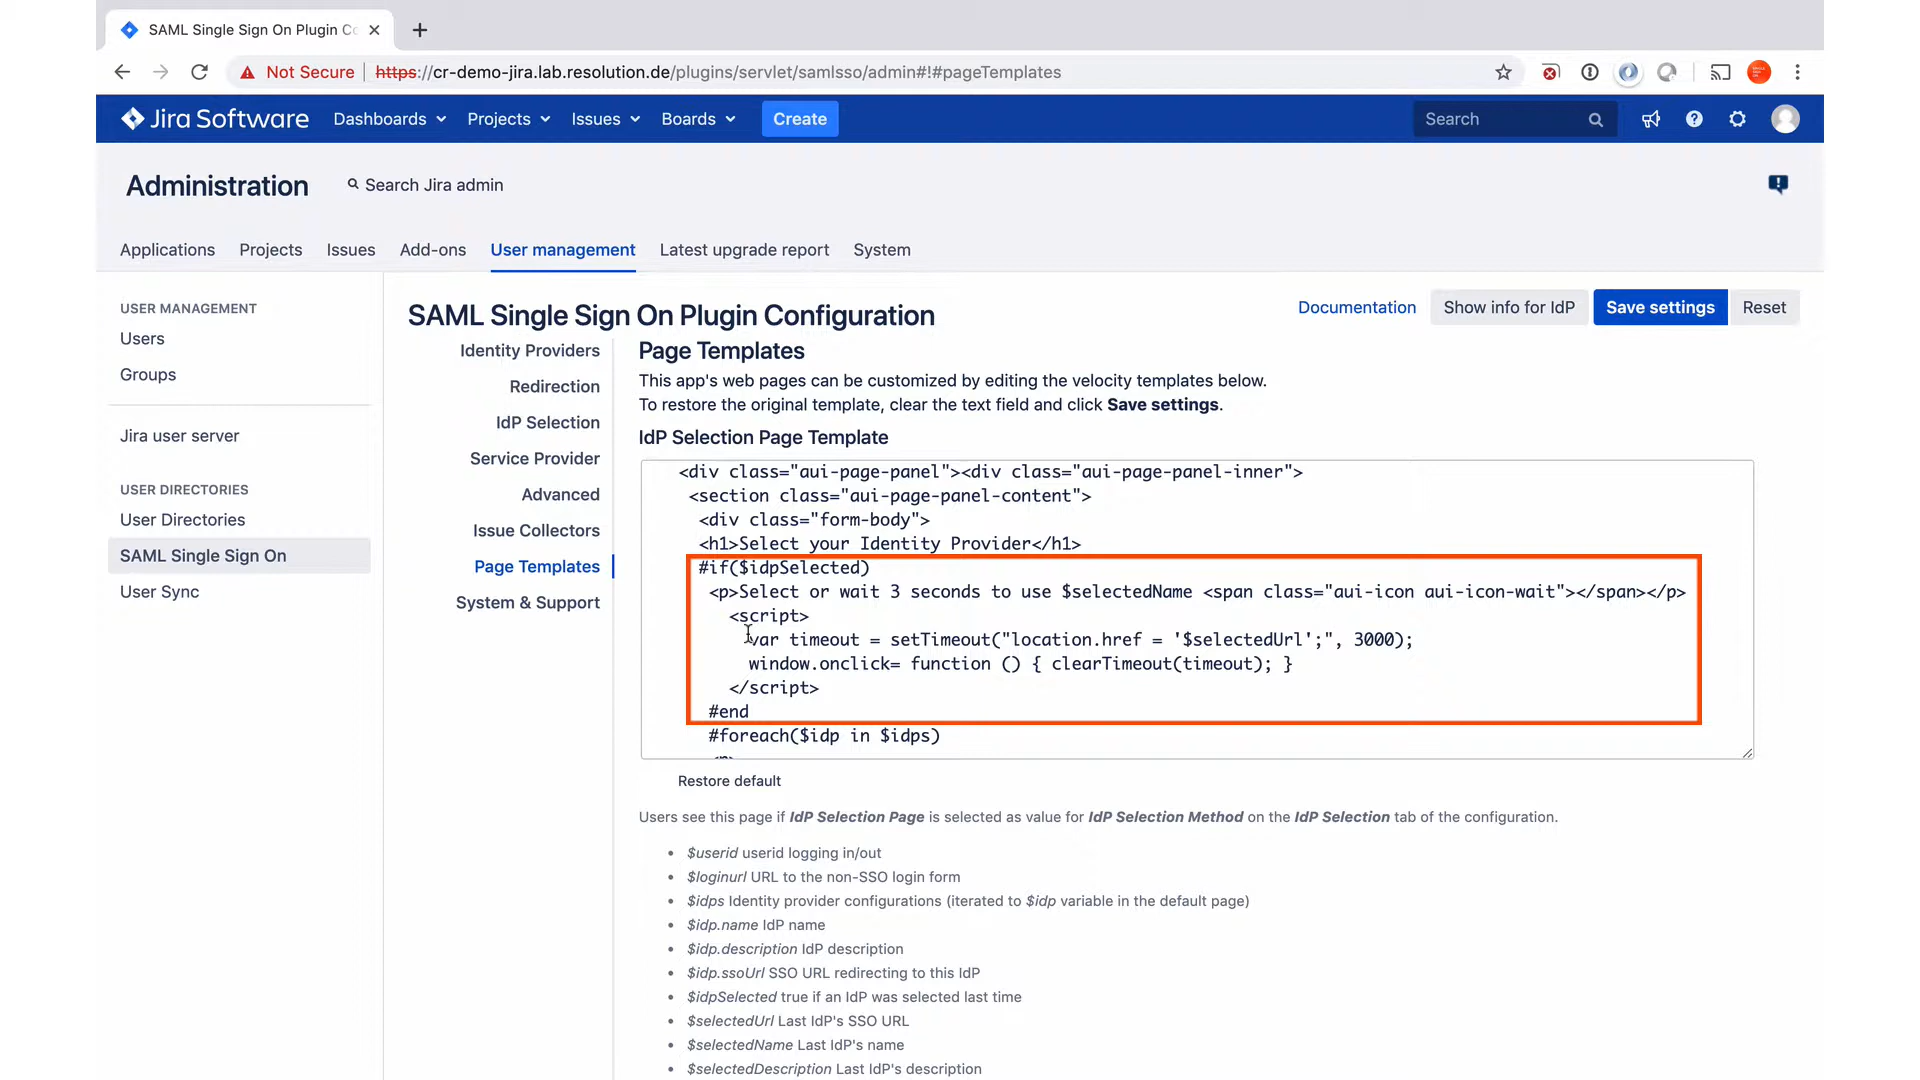 SAML Single Sign On Plugin Co
Not Secure https://cr-demo-jira.lab.resolution.de/plugins/servlet/samlsso/admin#!#pageTemplates
Jira Software Dashboards Projects Issues Boards Create Search
Administration Search Jira admin
Applications Projects Issues Add-ons User management Latest upgrade report System
USER MANAGEMENT
Users
Groups
Jira user server
USER DIRECTORIES
User Directories
SAML Single Sign On
User Sync
SAML Single Sign On Plugin Configuration
Documentation Show info for IdP Save settings Reset
Identity Providers
Redirection
IdP Selection
Service Provider
Advanced
Issue Collectors
Page Templates
System & Support
Page Templates
This app's web pages can be customized by editing the velocity templates below.
To restore the original template, clear the text field and click Save settings.
IdP Selection Page Template
<div class="aui-page-panel"><div class="aui-page-panel-inner">
<section class="aui-page-panel-content">
<div class="form-body">
<h1>Select your Identity Provider</h1>
#if($idpSelected)
<p>Select or wait 3 seconds to use $selectedName <span class="aui-icon aui-icon-wait"></span></p>
<script>
var timeout = setTimeout("location.href = '$selectedUrl';", 3000);
window.onclick= function () { clearTimeout(timeout); }
</script>
#end
#foreach($idp in $idps)
Restore default
Users see this page if IdP Selection Page is selected as value for IdP Selection Method on the IdP Selection tab of the configuration.
• $userid userid logging in/out
• $loginurl URL to the non-SSO login form
• $idps Identity provider configurations (iterated to $idp variable in the default page)
• $idp.name IdP name
• $idp.description IdP description
• $idp.ssoUrl SSO URL redirecting to this IdP
• $idpSelected true if an IdP was selected last time
• $selectedUrl Last IdP's SSO URL
• $selectedName Last IdP's name
• $selectedDescription Last IdP's description